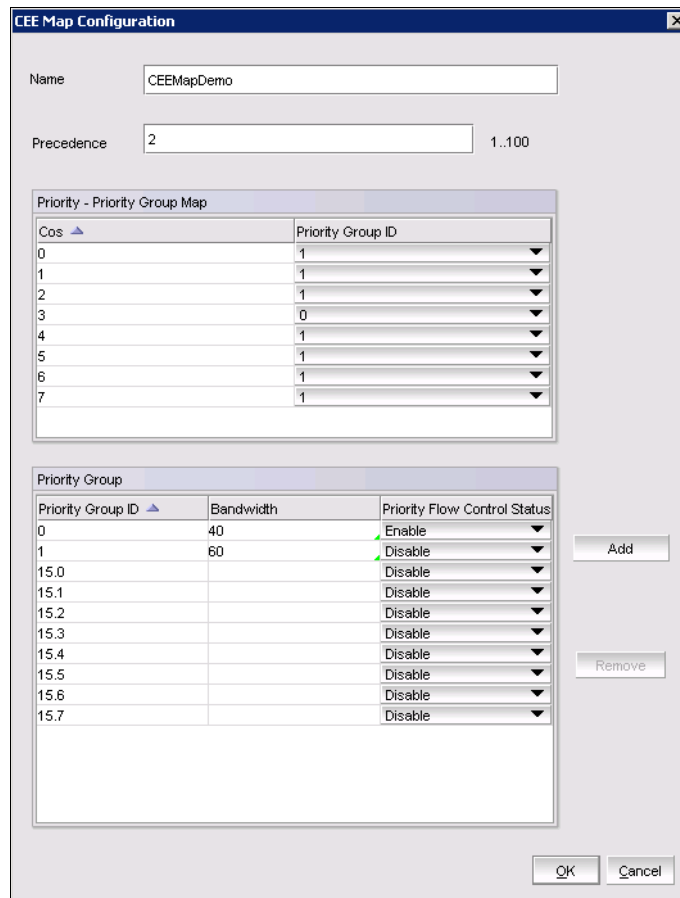 CEE Map Configuration
Name CEEMapDemo
Precedence 2 1..100
Priority - Priority Group Map
Cos Priority Group ID
0 1
1 1
2 1
3 0
4 1
5 1
6 1
7 1
Priority Group
Priority Group ID Bandwidth Priority Flow Control Status
0 40 Enable
1 60 Disable
Add
15.0 Disable
15.1 Disable
15.2 Disable
15.3 Disable
15.4 Disable
Remove
15.5 Disable
15.6 Disable
15.7 Disable
OK Cancel